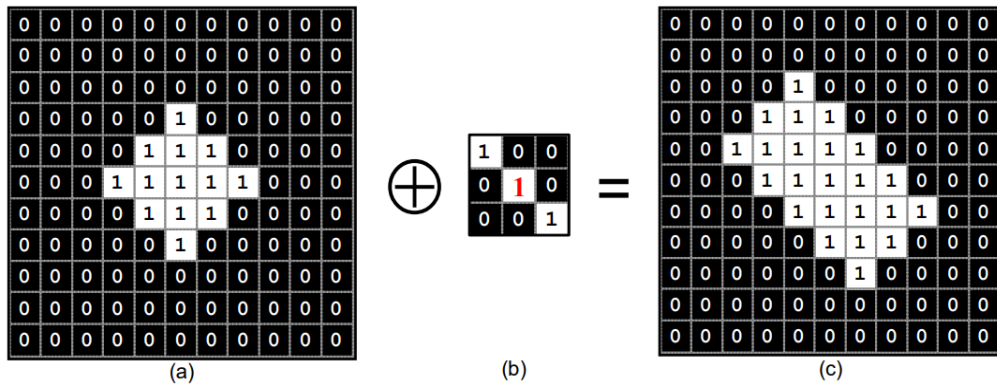 0 0 0 0 0 0 0 0 0 0 0
0 0 0 0 0 0 0 0 0 0 0
0 0 0 0 0 0 0 0 0 0 0
0 0 0 0 0 1 0 0 0 0 0
0 0 0 0 1 1 1 0 0 0 0
0 0 0 1 1 1 1 1 0 0 0
0 0 0 0 1 1 1 0 0 0 0
0 0 0 0 0 1 0 0 0 0 0
0 0 0 0 0 0 0 0 0 0 0
0 0 0 0 0 0 0 0 0 0 0
0 0 0 0 0 0 0 0 0 0 0
(a)
⊕
1 0 0
0 1 0
0 0 1
(b)
=
0 0 0 0 0 0 0 0 0 0 0
0 0 0 0 0 0 0 0 0 0 0
0 0 0 0 1 0 0 0 0 0 0
0 0 0 1 1 1 0 0 0 0 0
0 0 1 1 1 1 1 0 0 0 0
0 0 0 1 1 1 1 1 0 0 0
0 0 0 0 1 1 1 1 1 0 0
0 0 0 0 0 1 1 1 0 0 0
0 0 0 0 0 0 1 0 0 0 0
0 0 0 0 0 0 0 0 0 0 0
0 0 0 0 0 0 0 0 0 0 0
(c)